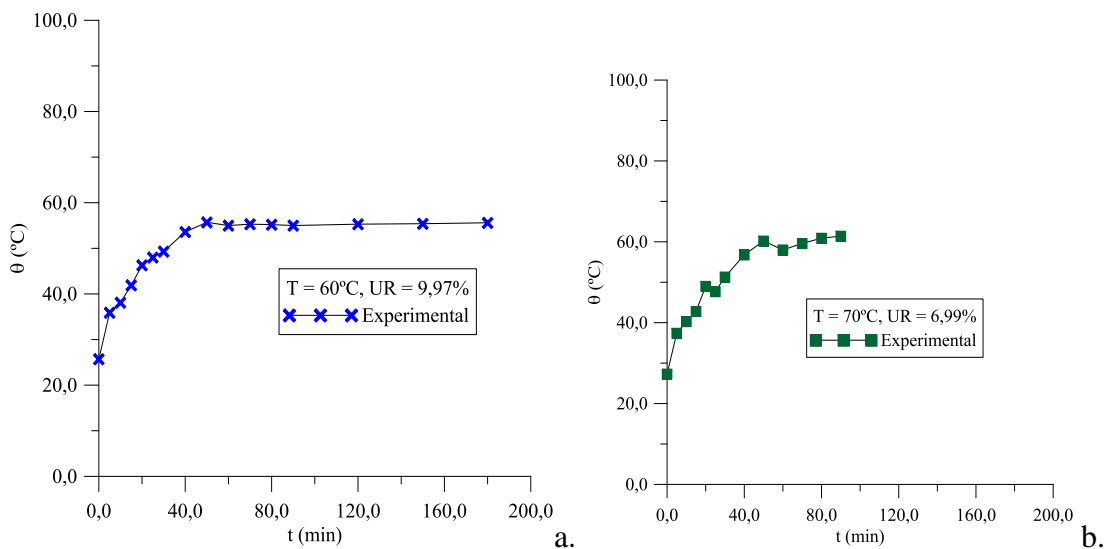 100,0
80,0
60,0
40,0
20,0
0,0
θ (ºC)
0,0 40,0 80,0 120,0 160,0 200,0
t (min)
T = 60ºC, UR = 9,97%
Experimental
a.
100,0
80,0
60,0
40,0
20,0
0,0
θ (ºC)
0,0 40,0 80,0 120,0 160,0 200,0
t (min)
T = 70ºC, UR = 6,99%
Experimental
b.